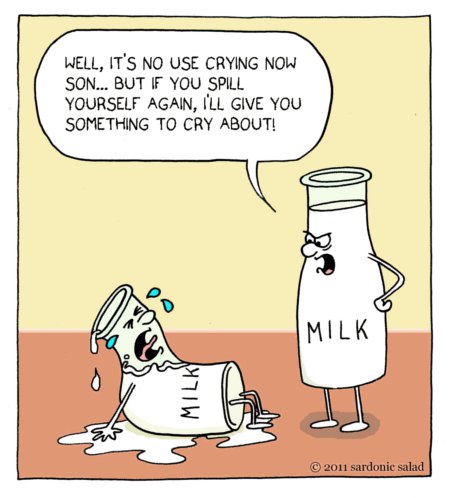 WELL, IT'S NO USE CRYING NOW
SON... BUT IF YOU SPILL
YOURSELF AGAIN, I'LL GIVE YOU
SOMETHING TO CRY ABOUT!
MILK
MILK
© 2011 sardonic salad